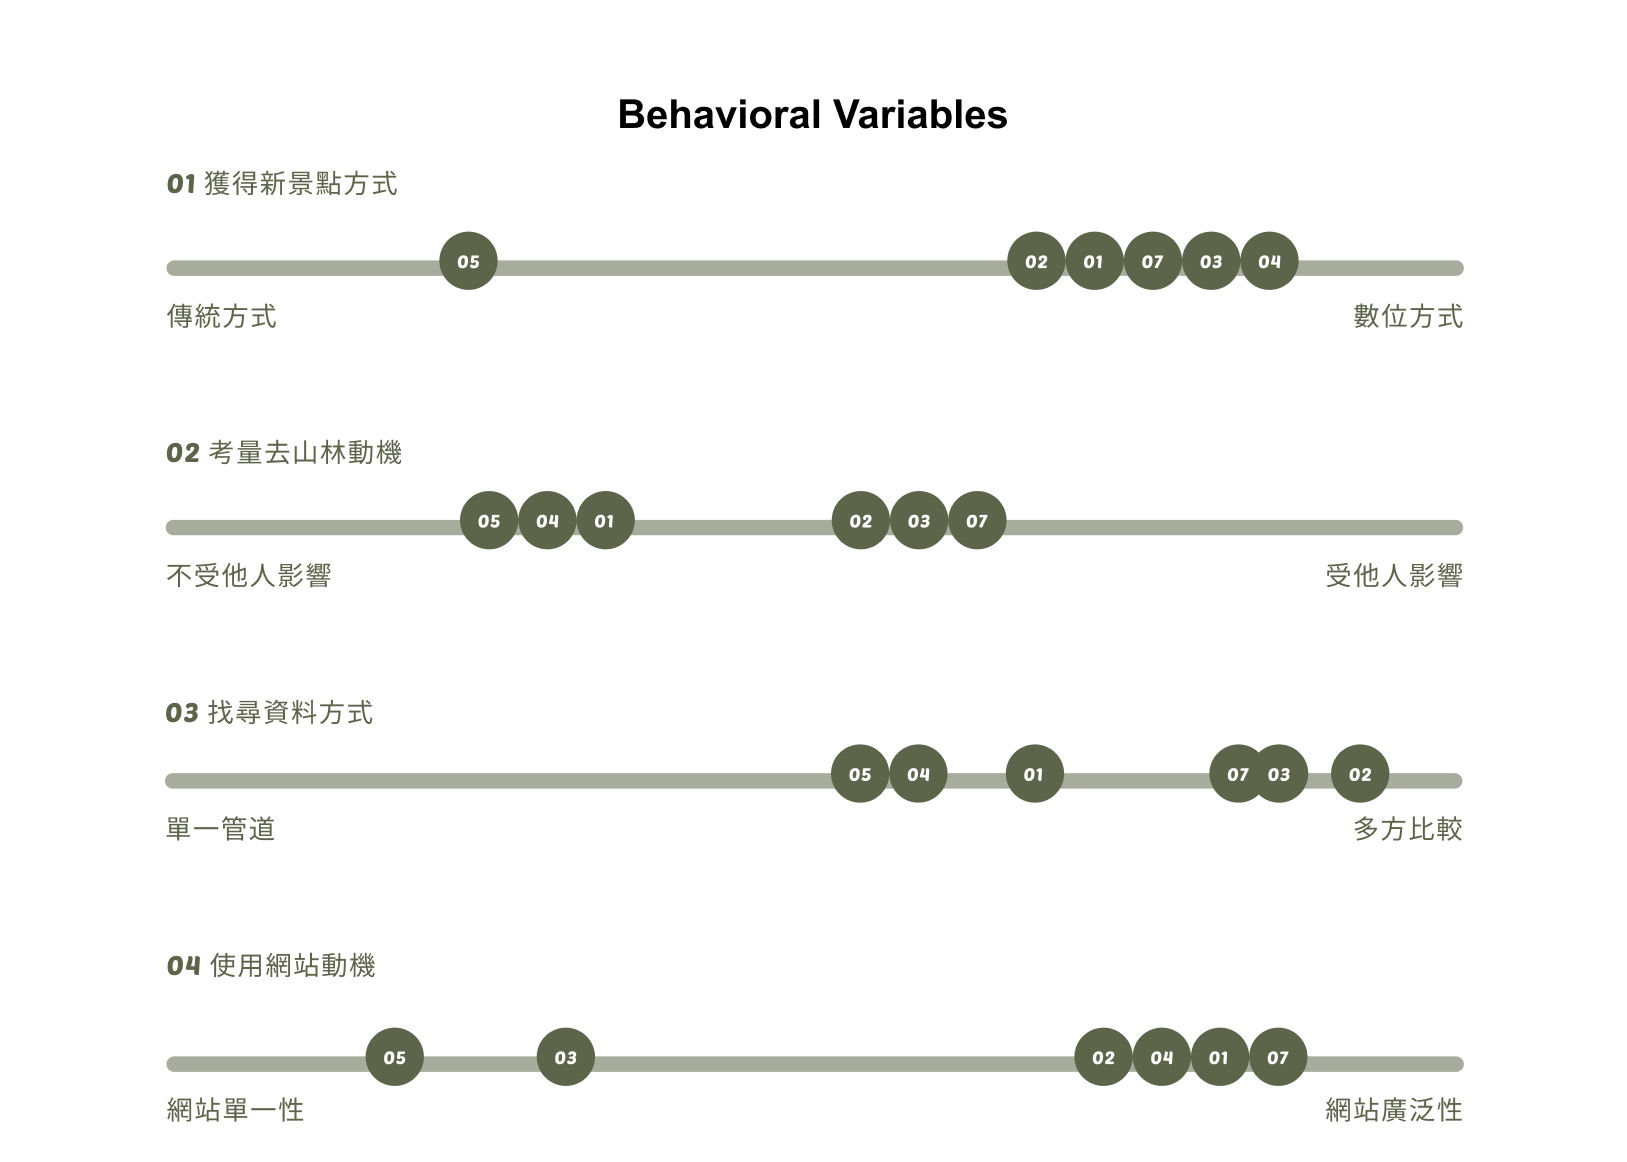 Behavioral Variables
01 獲得新景點方式
05 02 01 07 03 04
傳統方式 數位方式
02 考量去山林動機
05 04 01 02 03 07
不受他人影響 受他人影響
03 找尋資料方式
05 04 01 07 03 02
單一管道 多方比較
04 使用網站動機
05 03 02 04 01 07
網站單一性 網站廣泛性